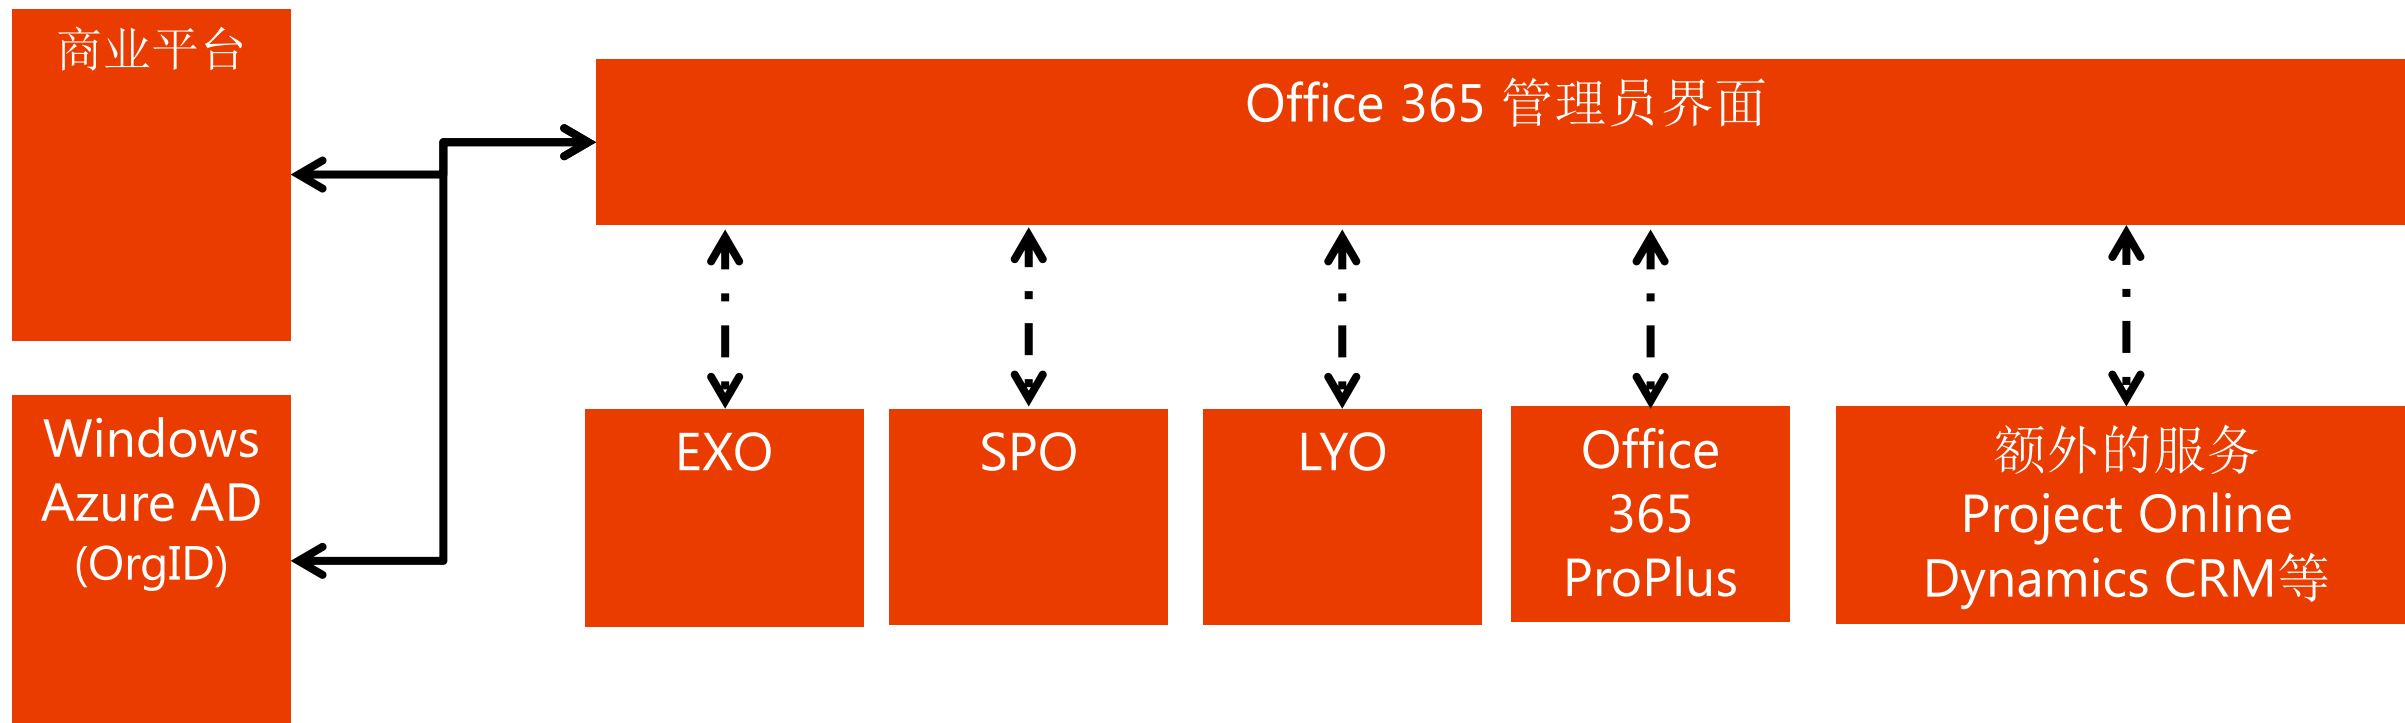 商业平台
Office 365 管理员界面
Windows
Azure AD
(OrgID)
EXO
SPO
LYO
Office
365
ProPlus
额外的服务
Project Online
Dynamics CRM等